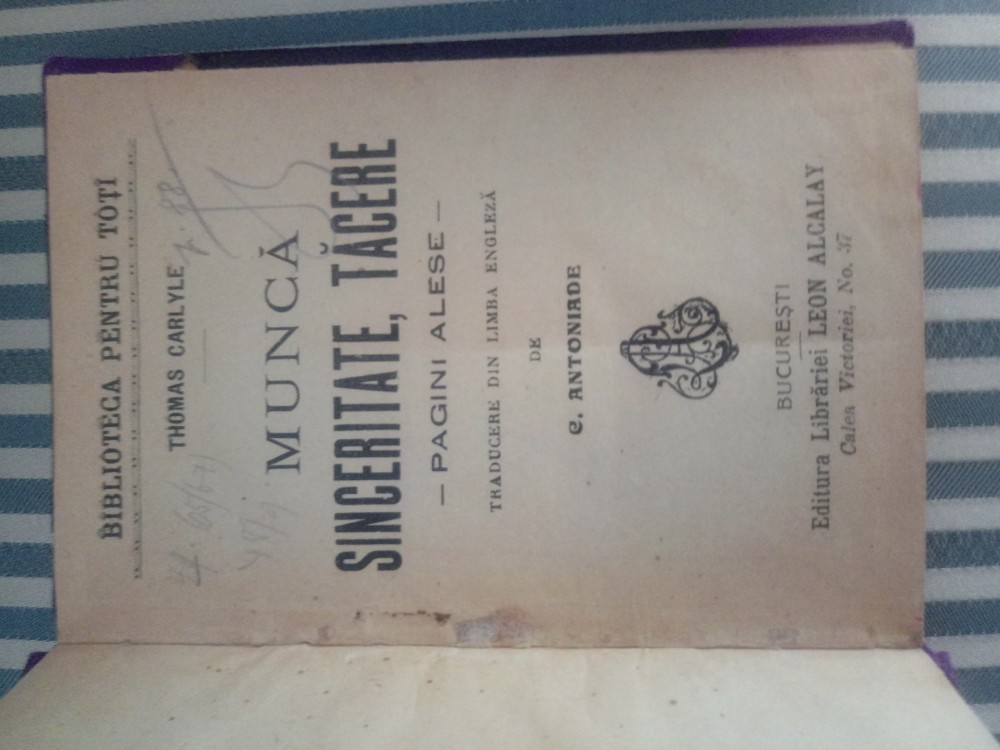 BIBLIOTECA PENTRU TOȚI
THOMAS CARLYLE
MUNCĂ
SINCERITATE, TĂCERE
— PAGINI ALESE —
TRADUCERE DIN LIMBA ENGLEZĂ
DE
C. ANTONIADE
BUCUREȘTI
Editura Librăriei LEON ALCALAY
Calea Victoriei, No. 37